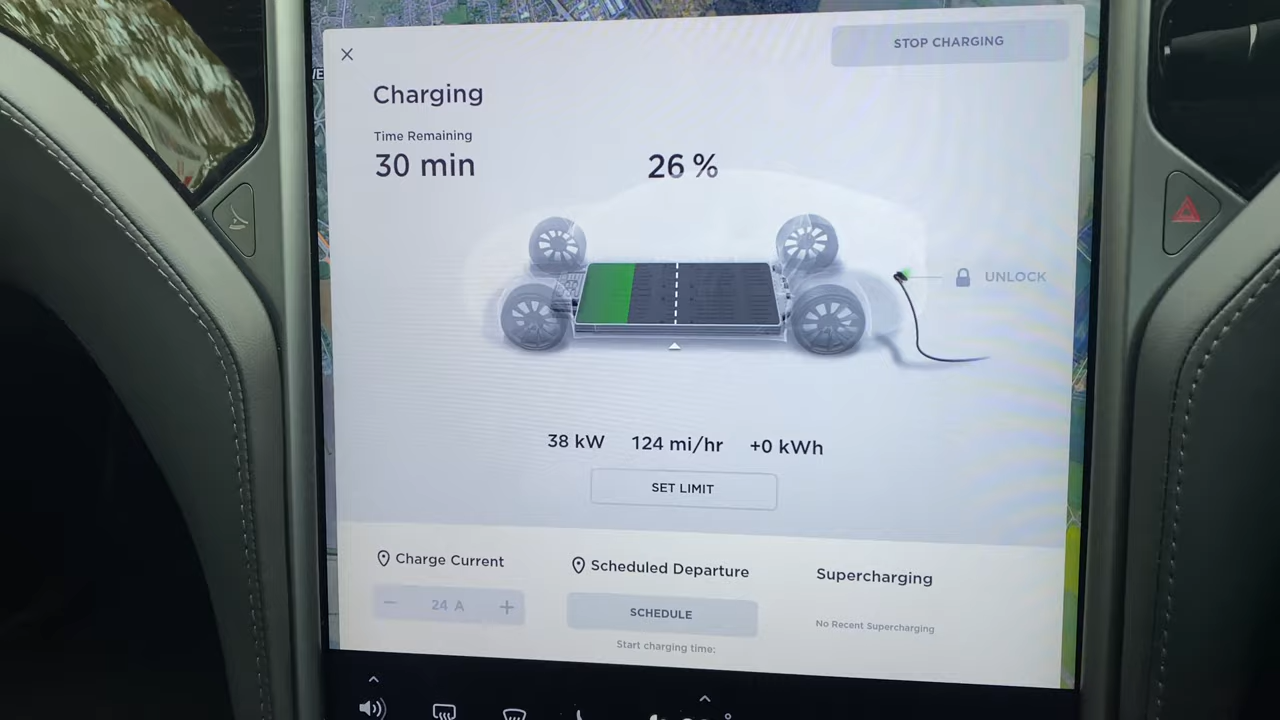 STOP CHARGING
Charging
Time Remaining
30 min
26 %
UNLOCK
38 kW 124 mi/hr +0 kWh
SET LIMIT
Charge Current
24 A
Scheduled Departure
SCHEDULE
Start charging time:
Supercharging
No Recent Supercharging